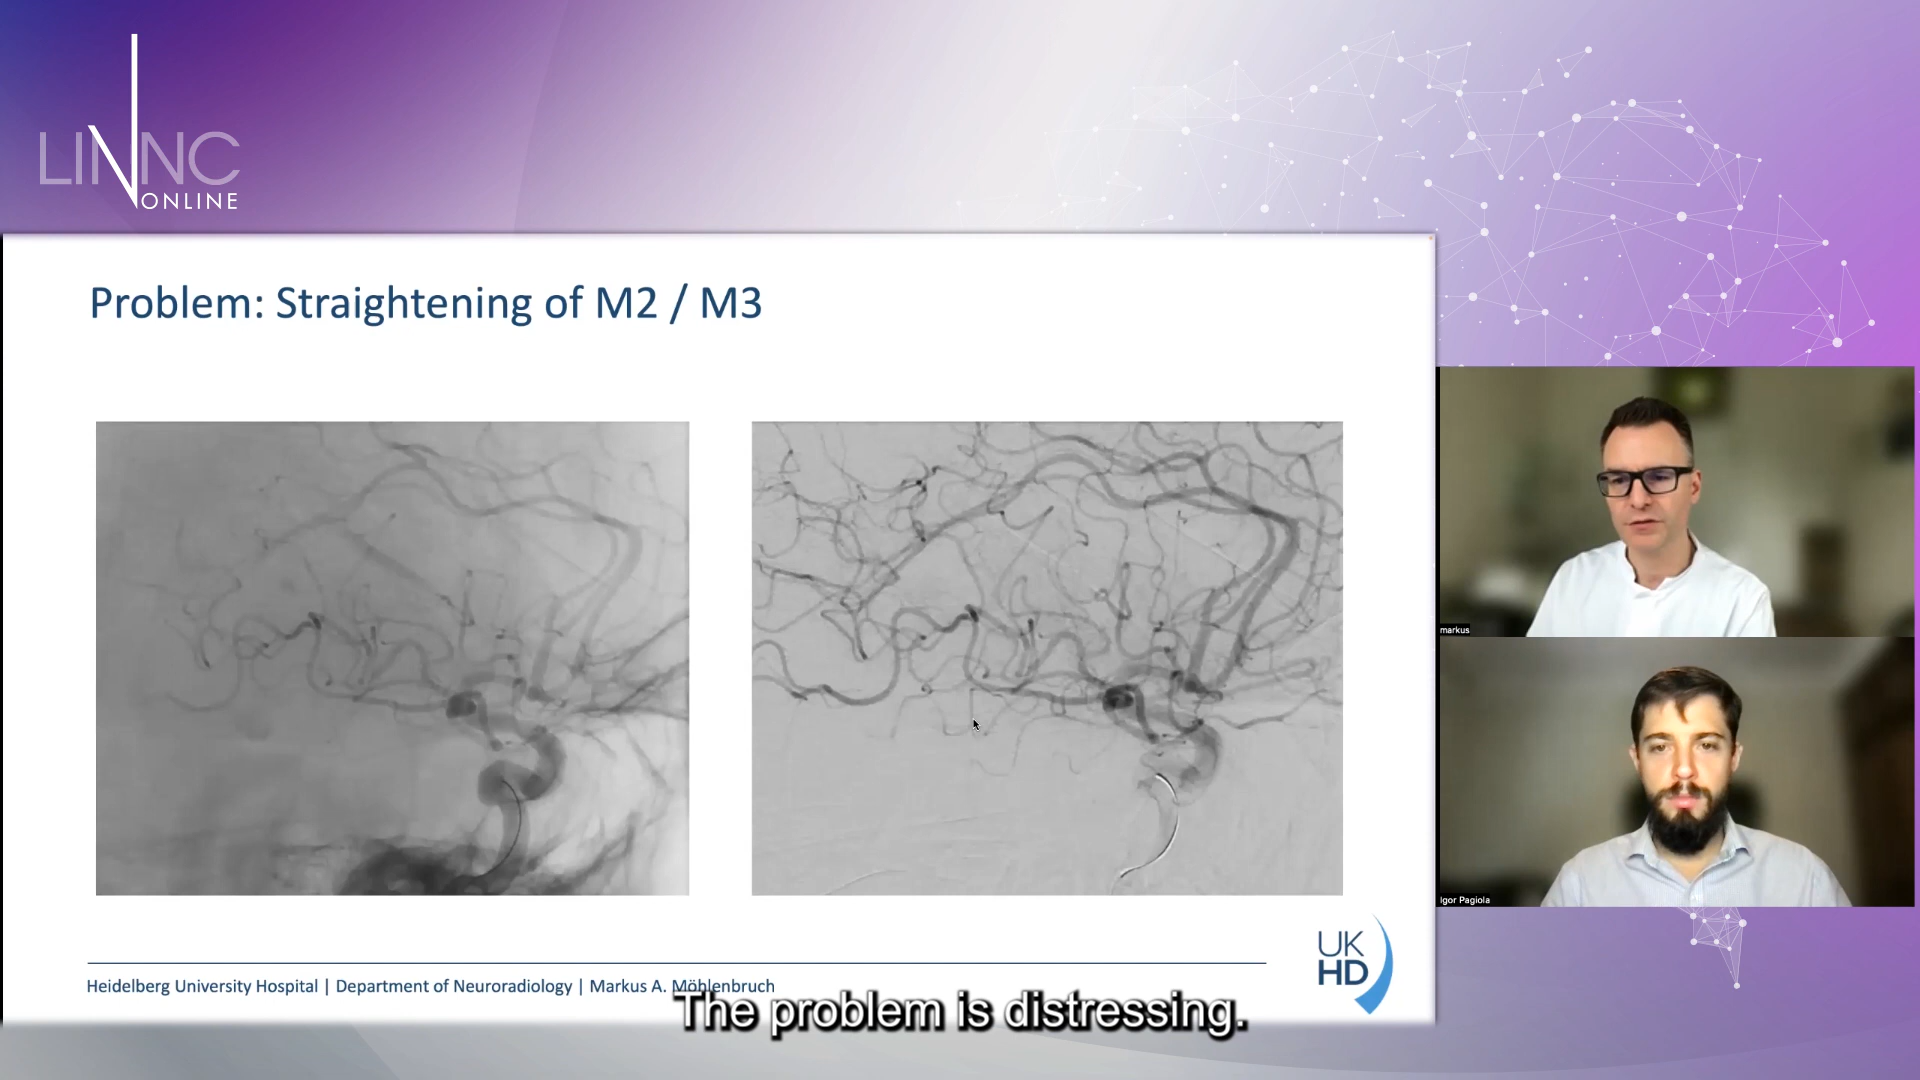 LINNC
ONLINE
Problem: Straightening of M2 / M3
markus
Igor Pagiola
UK
HD
Heidelberg University Hospital | Department of Neuroradiology | Markus A. Möhlenbruch
The problem is distressing.